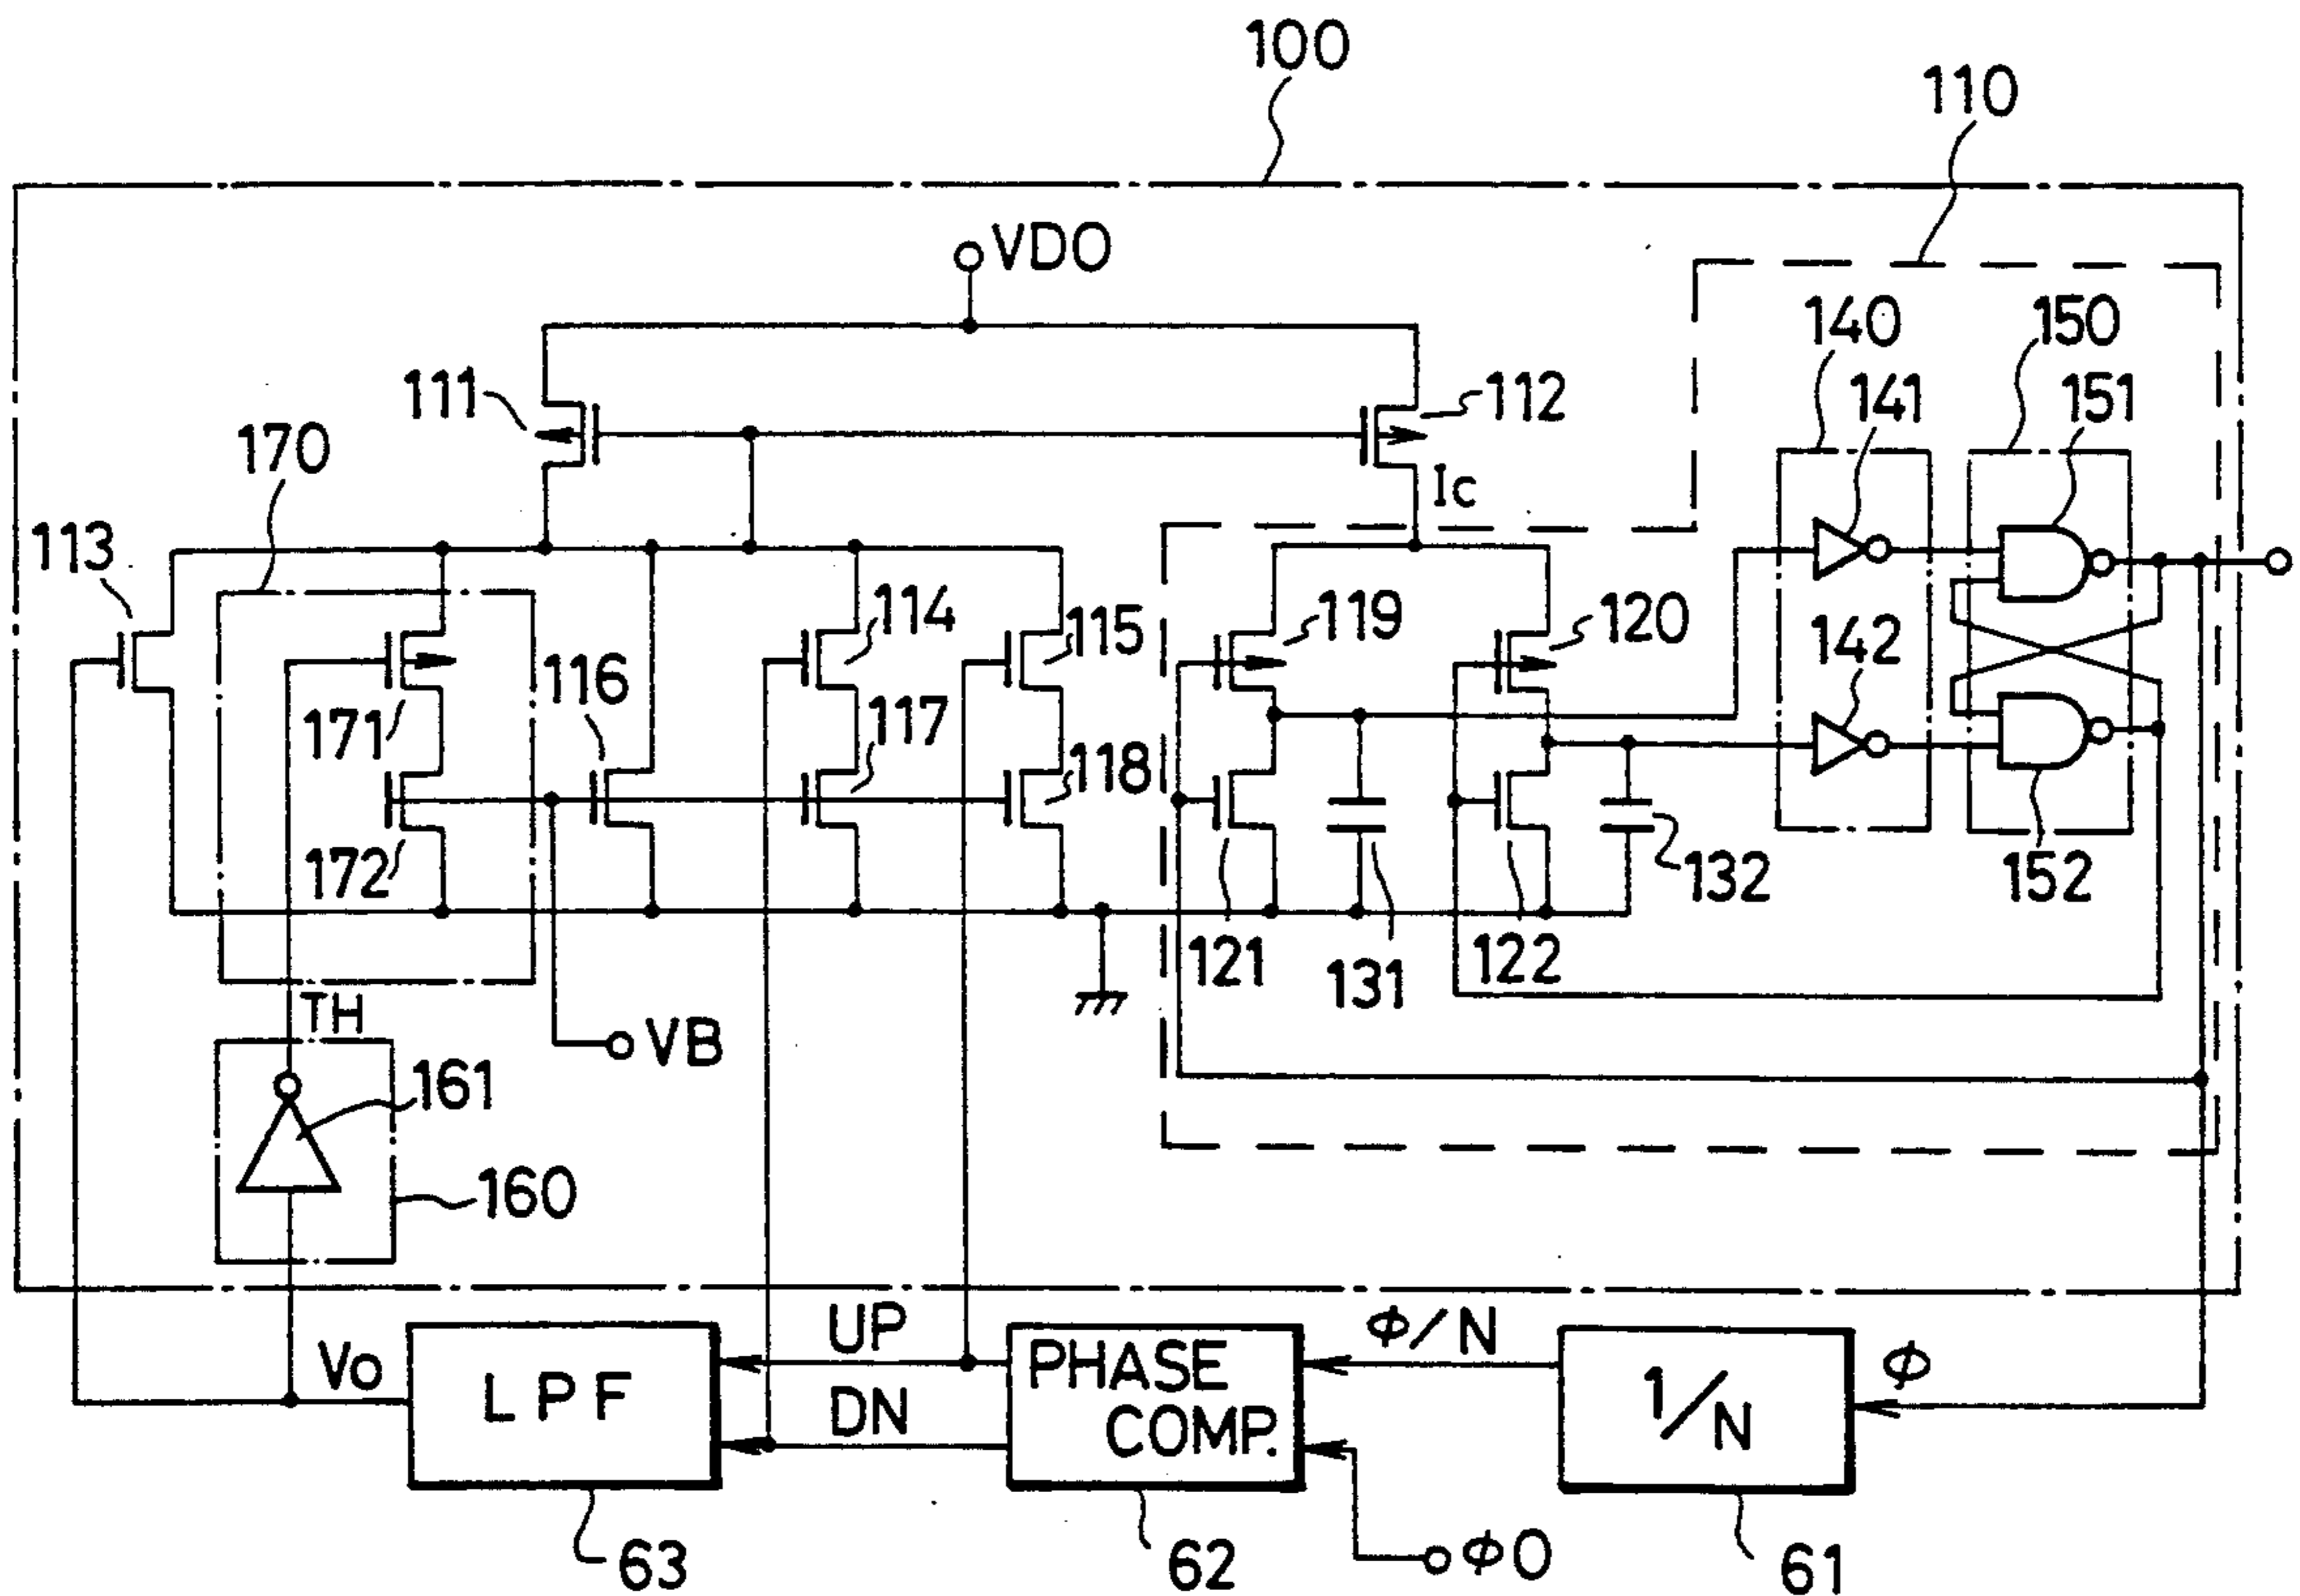 100
110
VDO
140
150
111
112
141
151
170
Ic
113
114
115
119
120
142
116
171
117
118
172
132
152
121
131
122
TH
VB
161
160
UP
Φ/N
Vo
LPF
PHASE
COMP.
1/N
Φ
DN
ΦO
63
62
61